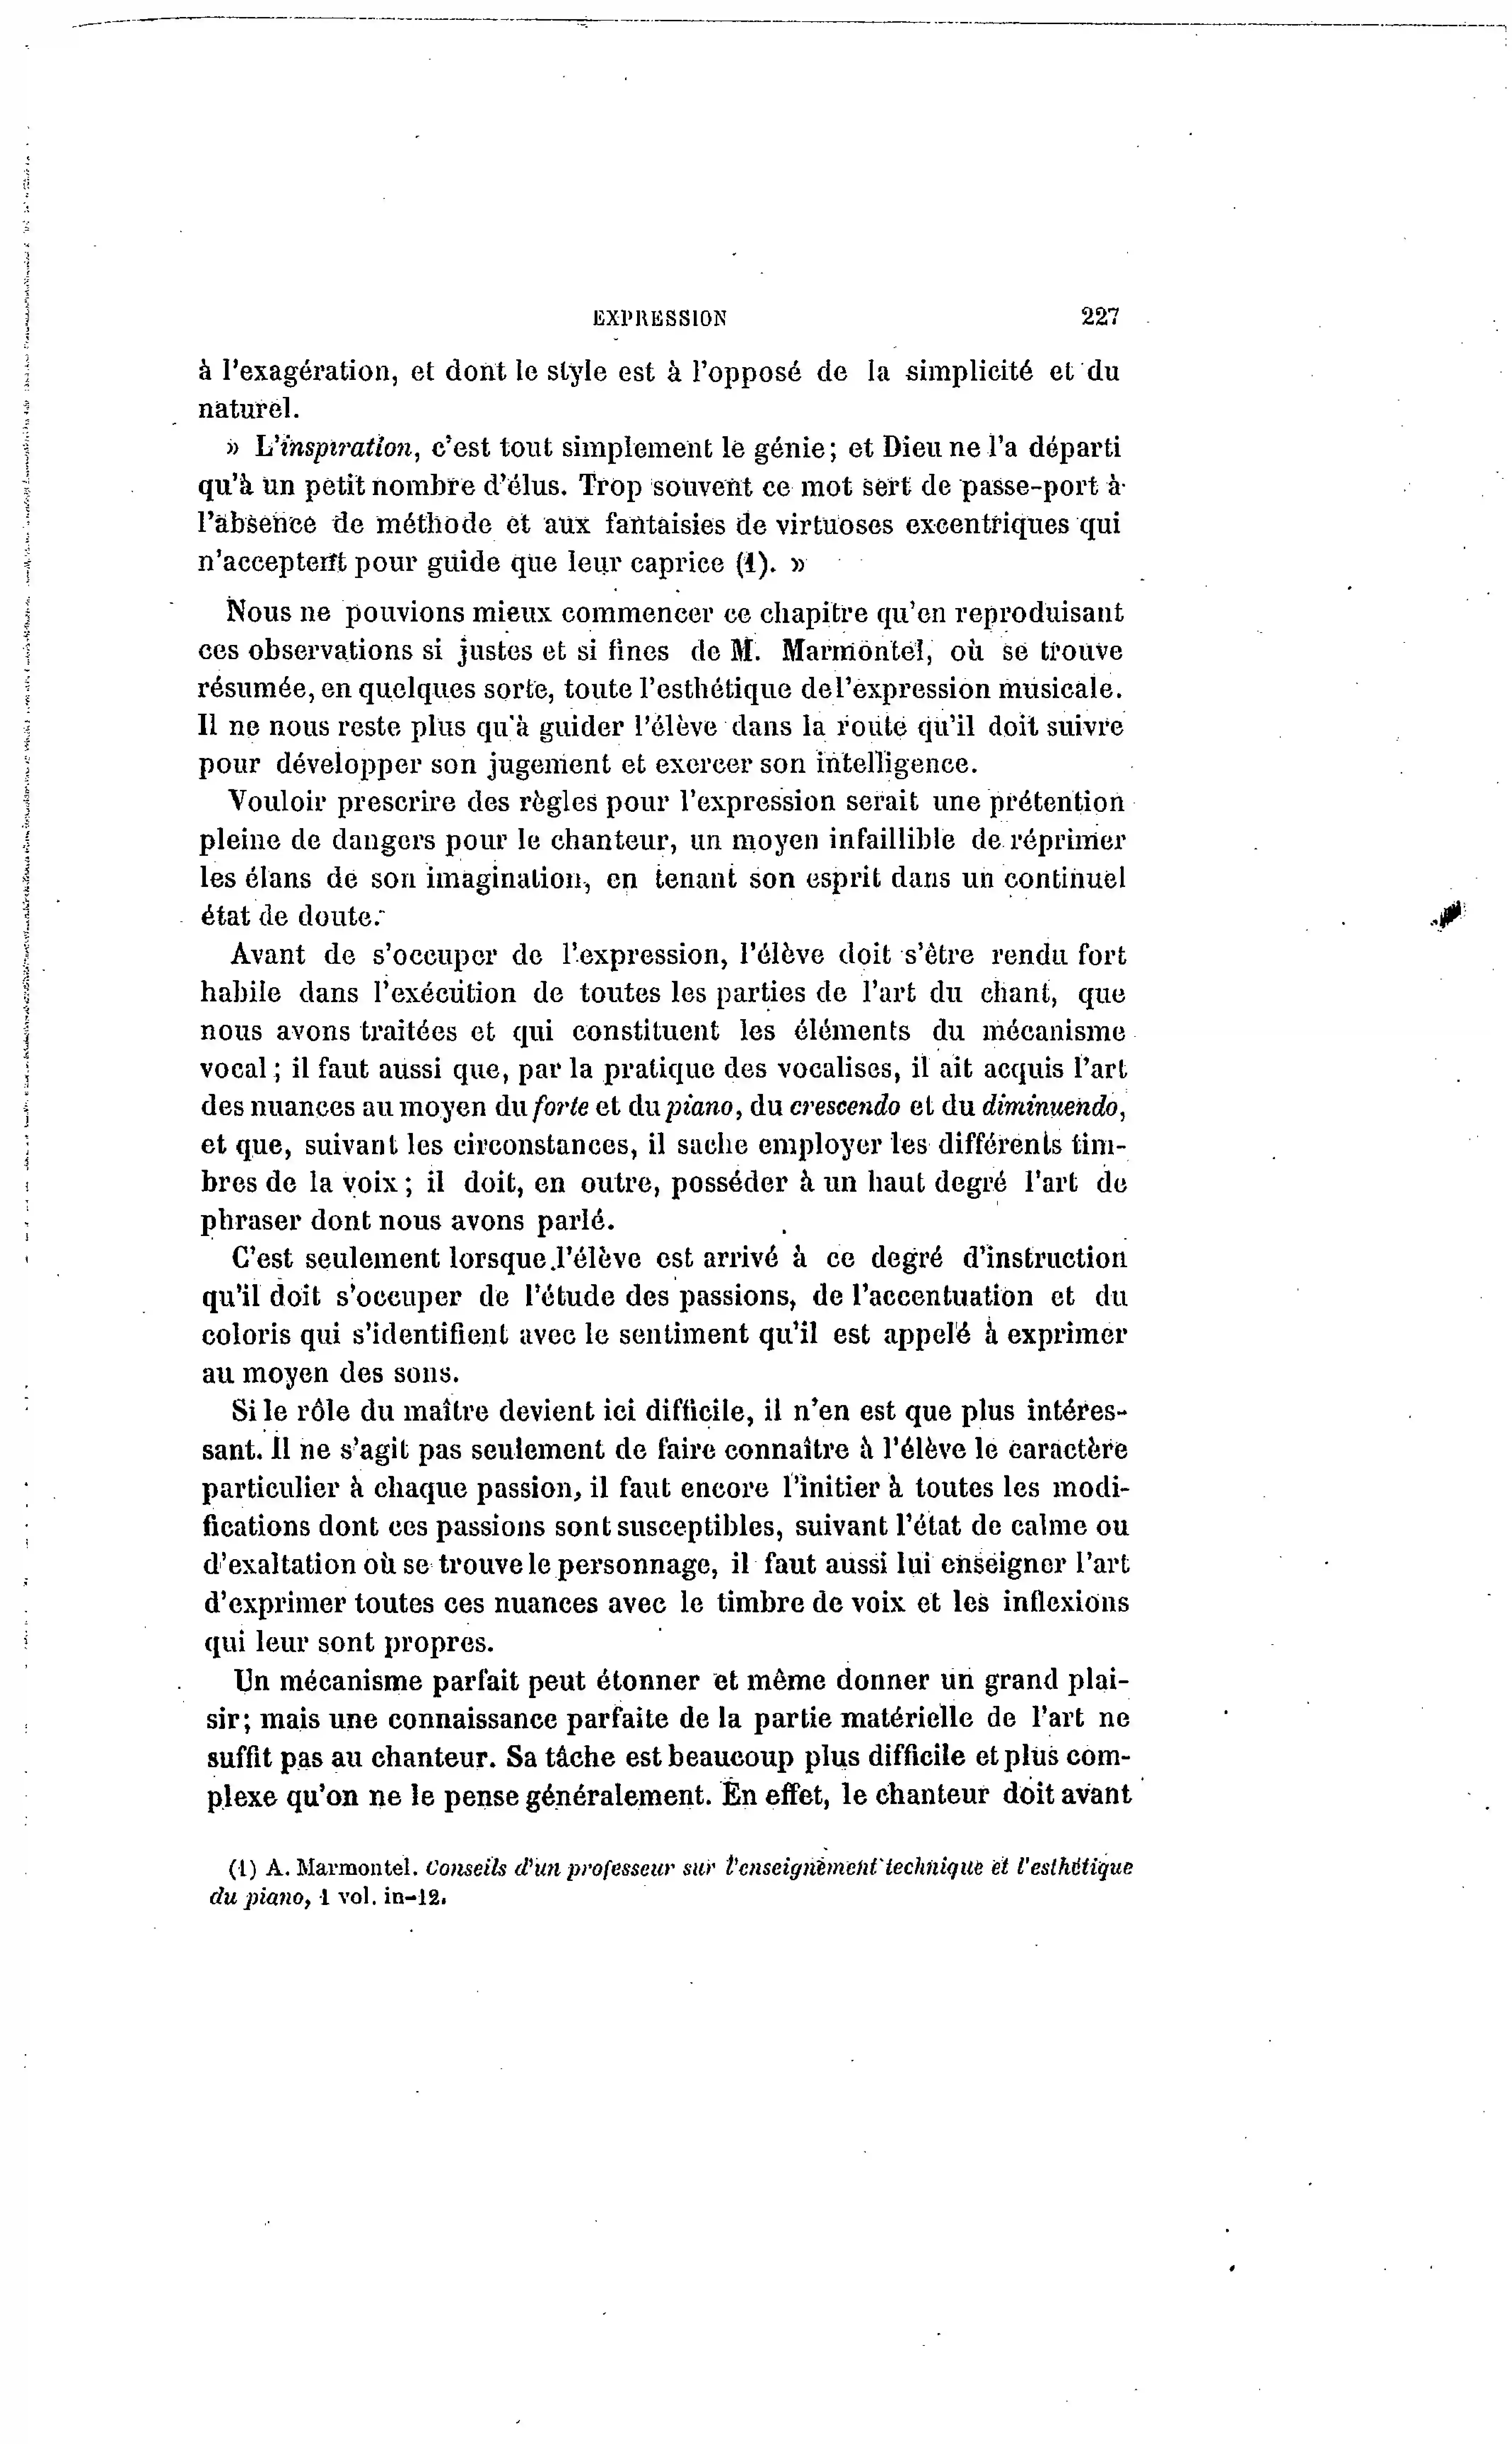 EXPRESSION 227
à l'exagération, et dont le style est à l'opposé de la simplicité et du
naturel.
» L'inspiration, c'est tout simplement le génie; et Dieu ne l'a départi
qu'à un petit nombre d'élus. Trop souvent ce mot sert de passe-port à
l'absence de méthode et aux fantaisies de virtuoses excentriques qui
n'acceptent pour guide que leur caprice (1). »
Nous ne pouvions mieux commencer ce chapitre qu'en reproduisant
ces observations si justes et si fines de M. Marmontel, où se trouve
résumée, en quelques sorte, toute l'esthétique de l'expression musicale.
Il ne nous reste plus qu'à guider l'élève dans la route qu'il doit suivre
pour développer son jugement et exercer son intelligence.
Vouloir prescrire des règles pour l'expression serait une prétention
pleine de dangers pour le chanteur, un moyen infaillible de réprimer
les élans de son imagination, en tenant son esprit dans un continuel
état de doute.
Avant de s'occuper de l'expression, l'élève doit s'être rendu fort
habile dans l'exécution de toutes les parties de l'art du chant, que
nous avons traitées et qui constituent les éléments du mécanisme
vocal; il faut aussi que, par la pratique des vocalises, il ait acquis l'art
des nuances au moyen du forte et du piano, du crescendo et du diminuendo,
et que, suivant les circonstances, il sache employer les différents tim-
bres de la voix; il doit, en outre, posséder à un haut degré l'art de
phraser dont nous avons parlé.
C'est seulement lorsque l'élève est arrivé à ce degré d'instruction
qu'il doit s'occuper de l'étude des passions, de l'accentuation et du
coloris qui s'identifient avec le sentiment qu'il est appelé à exprimer
au moyen des sons.
Si le rôle du maître devient ici difficile, il n'en est que plus intéres-
sant. Il ne s'agit pas seulement de faire connaître à l'élève le caractère
particulier à chaque passion, il faut encore l'initier à toutes les modi-
fications dont ces passions sont susceptibles, suivant l'état de calme ou
d'exaltation où se trouve le personnage, il faut aussi lui enseigner l'art
d'exprimer toutes ces nuances avec le timbre de voix et les inflexions
qui leur sont propres.
Un mécanisme parfait peut étonner et même donner un grand plai-
sir; mais une connaissance parfaite de la partie matérielle de l'art ne
suffit pas au chanteur. Sa tâche est beaucoup plus difficile et plus com-
plexe qu'on ne le pense généralement. En effet, le chanteur doit avant
(1) A. Marmontel. Conseils d'un professeur sur l'enseignement technique et l'esthétique
du piano, 1 vol. in-12.